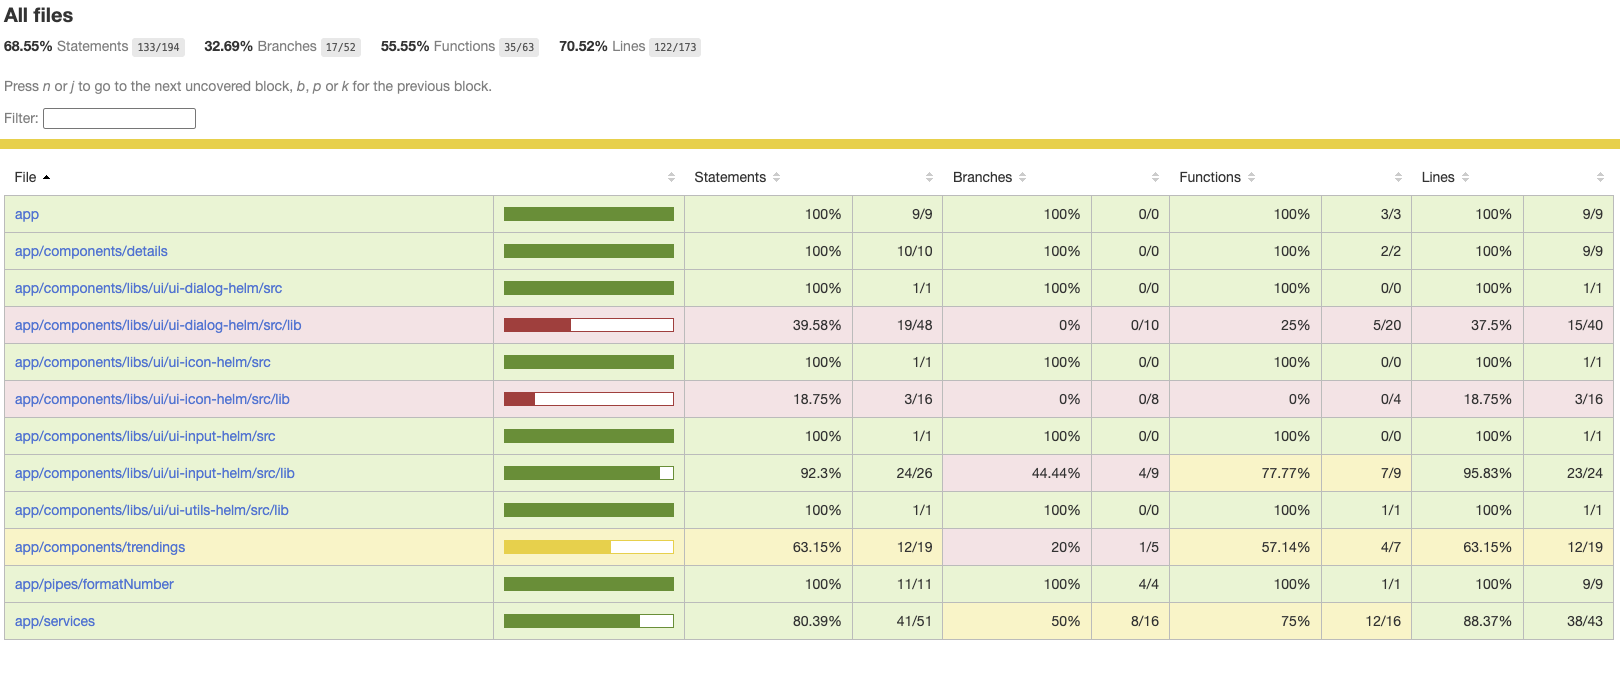 All files
68.55% Statements 133/194 32.69% Branches 17/52 55.55% Functions 35/63 70.52% Lines 122/173
Press n or j to go to the next uncovered block, b, p or k for the previous block.
Filter:
File Statements Branches Functions Lines
app 100% 9/9 100% 0/0 100% 3/3 100% 9/9
app/components/details 100% 10/10 100% 0/0 100% 2/2 100% 9/9
app/components/libs/ui/ui-dialog-helm/src 100% 1/1 100% 0/0 100% 0/0 100% 1/1
app/components/libs/ui/ui-dialog-helm/src/lib 39.58% 19/48 0% 0/10 25% 5/20 37.5% 15/40
app/components/libs/ui/ui-icon-helm/src 100% 1/1 100% 0/0 100% 0/0 100% 1/1
app/components/libs/ui/ui-icon-helm/src/lib 18.75% 3/16 0% 0/8 0% 0/4 18.75% 3/16
app/components/libs/ui/ui-input-helm/src 100% 1/1 100% 0/0 100% 0/0 100% 1/1
app/components/libs/ui/ui-input-helm/src/lib 92.3% 24/26 44.44% 4/9 77.77% 7/9 95.83% 23/24
app/components/libs/ui/ui-utils-helm/src/lib 100% 1/1 100% 0/0 100% 1/1 100% 1/1
app/components/trendings 63.15% 12/19 20% 1/5 57.14% 4/7 63.15% 12/19
app/pipes/formatNumber 100% 11/11 100% 4/4 100% 1/1 100% 9/9
app/services 80.39% 41/51 50% 8/16 75% 12/16 88.37% 38/43